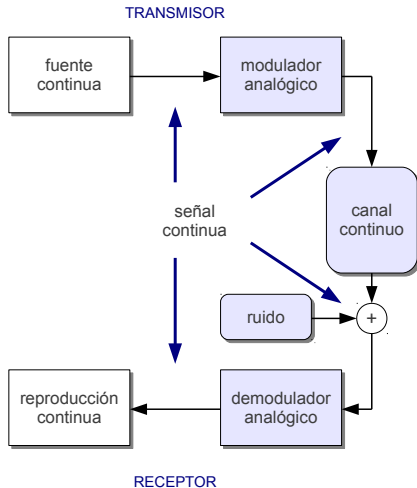 TRANSMISOR
fuente
continua
modulador
analógico
señal
continua
canal
continuo
ruido
+
reproducción
continua
demodulador
analógico
RECEPTOR